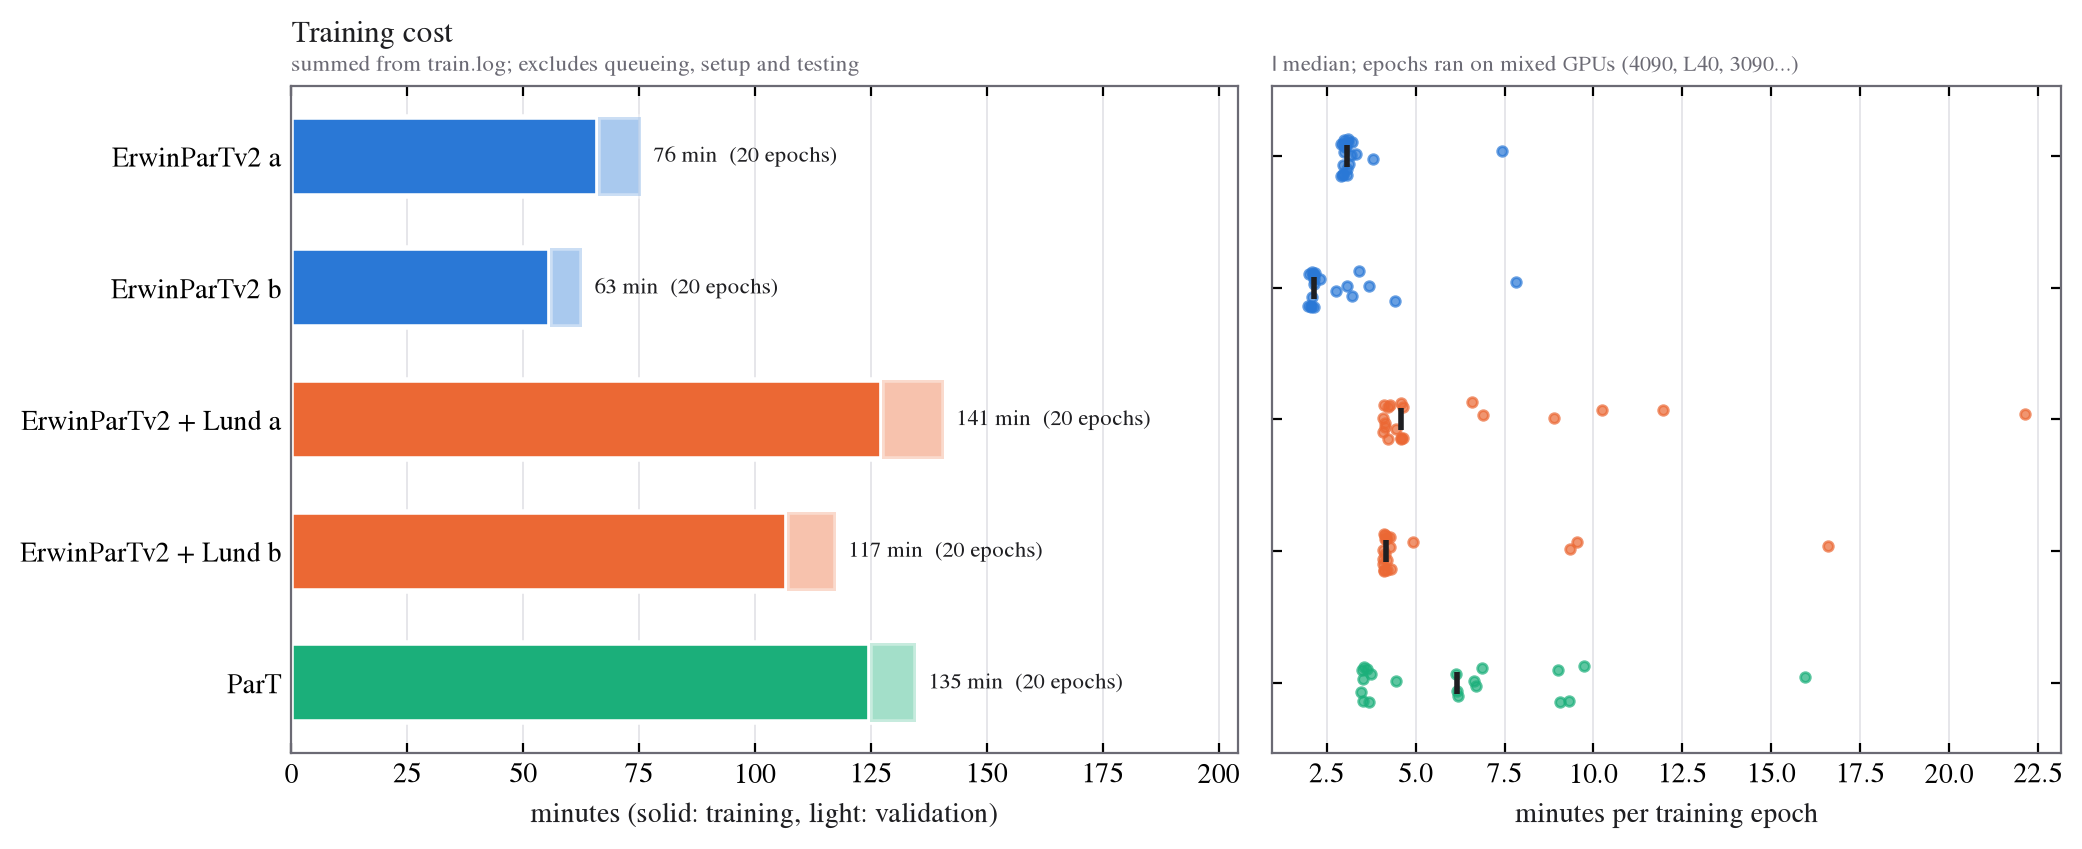 Training cost
summed from train.log; excludes queueing, setup and testing
ErwinParTv2 a
76 min (20 epochs)
ErwinParTv2 b
63 min (20 epochs)
ErwinParTv2 + Lund a
141 min (20 epochs)
ErwinParTv2 + Lund b
117 min (20 epochs)
ParT
135 min (20 epochs)
0 25 50 75 100 125 150 175 200
minutes (solid: training, light: validation)
| median; epochs ran on mixed GPUs (4090, L40, 3090...)
2.5 5.0 7.5 10.0 12.5 15.0 17.5 20.0 22.5
minutes per training epoch